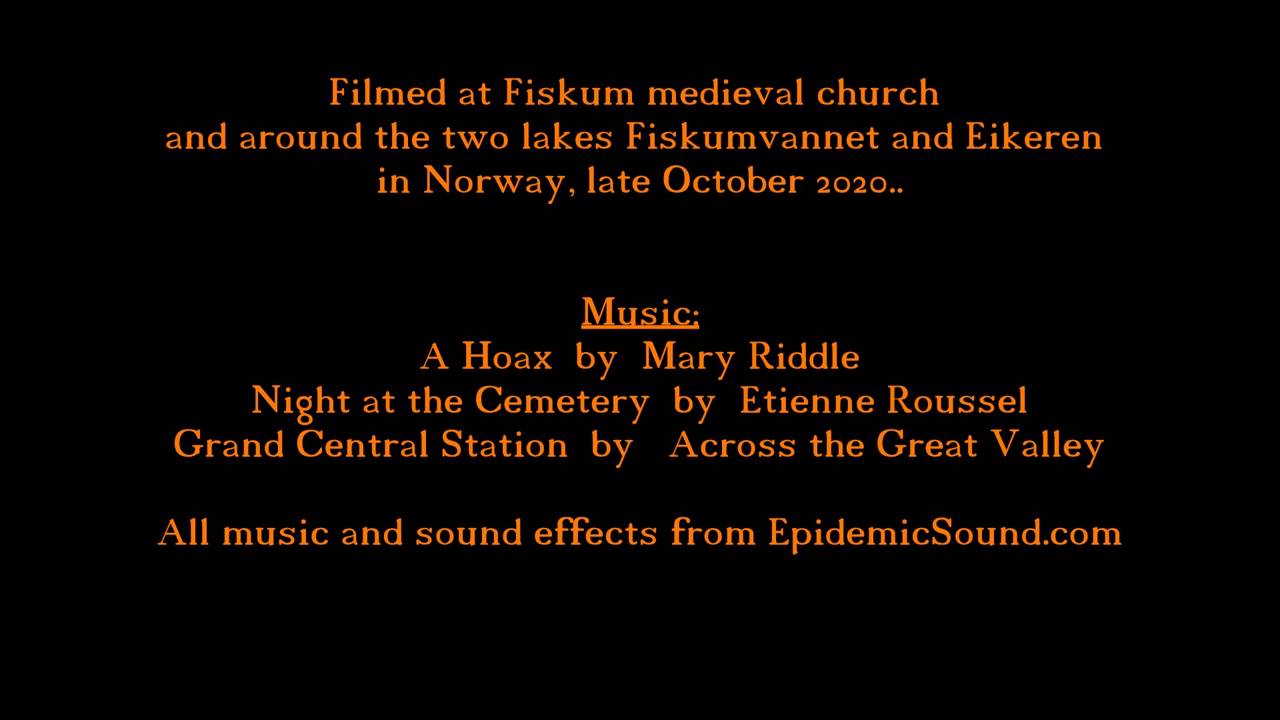 Filmed at Fiskum medieval church
and around the two lakes Fiskumvannet and Eikeren
in Norway, late October 2020..
Music:
A Hoax by Mary Riddle
Night at the Cemetery by Etienne Roussel
Grand Central Station by Across the Great Valley
All music and sound effects from EpidemicSound.com